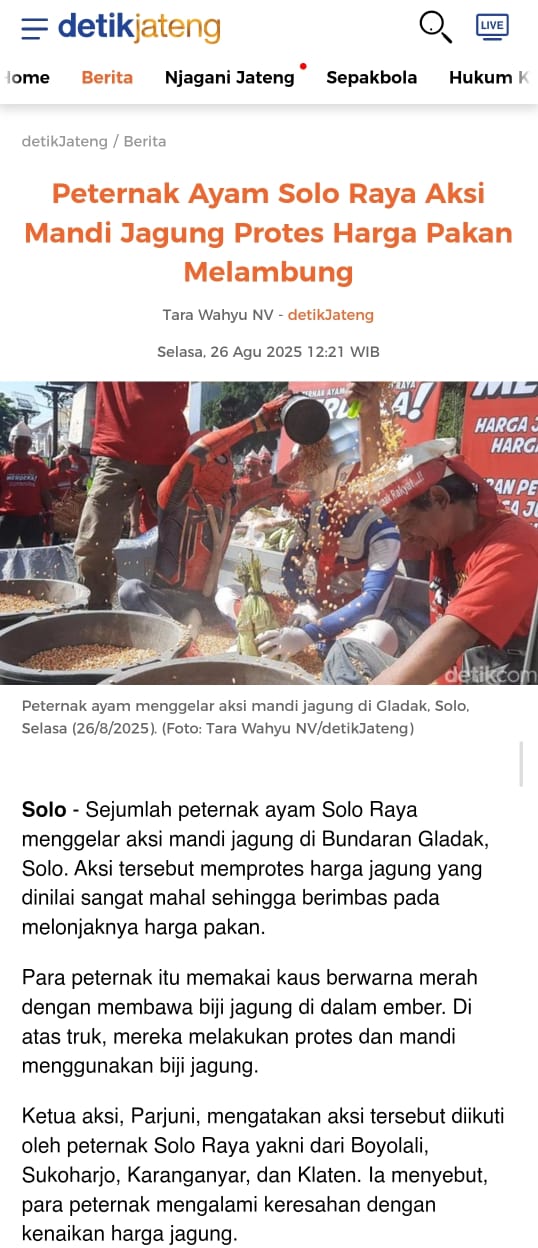 detikjateng
LIVE
Home Berita Njagani Jateng Sepakbola Hukum K
detikJateng / Berita
Peternak Ayam Solo Raya Aksi
Mandi Jagung Protes Harga Pakan
Melambung
Tara Wahyu NV - detikJateng
Selasa, 26 Agu 2025 12:21 WIB
HARGA
HARG
detikcom
Peternak ayam menggelar aksi mandi jagung di Gladak, Solo,
Selasa (26/8/2025). (Foto: Tara Wahyu NV/detikJateng)
Solo - Sejumlah peternak ayam Solo Raya
menggelar aksi mandi jagung di Bundaran Gladak,
Solo. Aksi tersebut memprotes harga jagung yang
dinilai sangat mahal sehingga berimbas pada
melonjaknya harga pakan.
Para peternak itu memakai kaus berwarna merah
dengan membawa biji jagung di dalam ember. Di
atas truk, mereka melakukan protes dan mandi
menggunakan biji jagung.
Ketua aksi, Parjuni, mengatakan aksi tersebut diikuti
oleh peternak Solo Raya yakni dari Boyolali,
Sukoharjo, Karanganyar, dan Klaten. Ia menyebut,
para peternak mengalami keresahan dengan
kenaikan harga jagung.